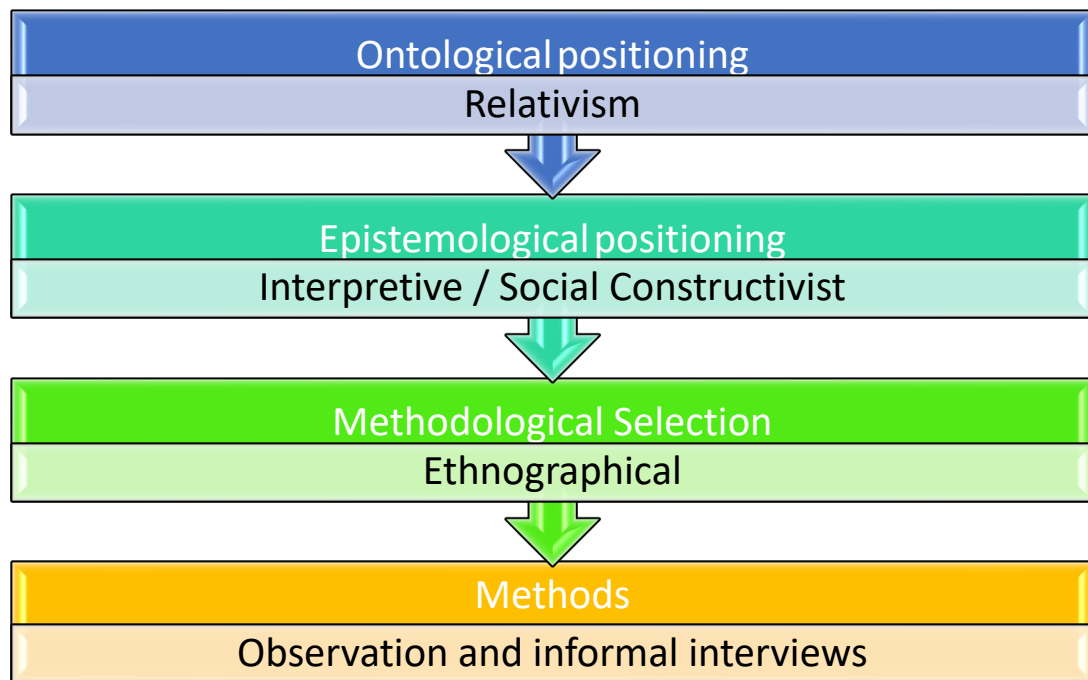 Ontological positioning
Relativism
Epistemological positioning
Interpretive / Social Constructivist
Methodological Selection
Ethnographical
Methods
Observation and informal interviews